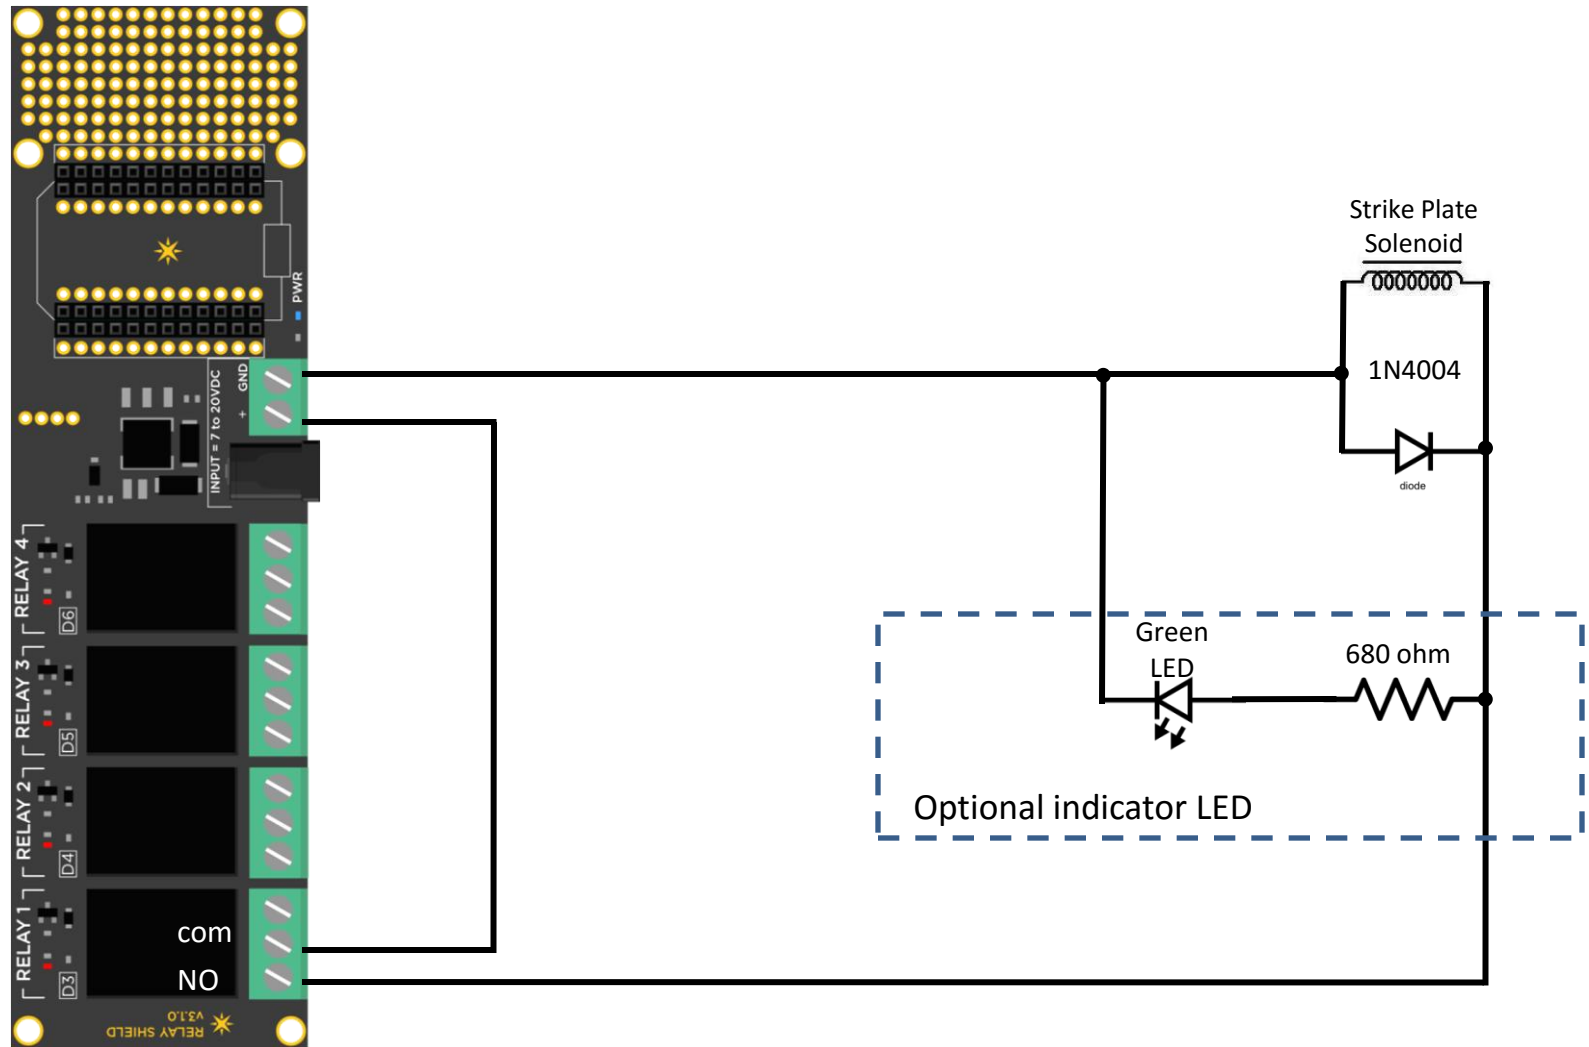 PWR
GND
+
INPUT = 7 to 20VDC
RELAY 4
D6
RELAY 3
D5
RELAY 2
D4
RELAY 1
D3
com
NO
RELAY SHIELD
v3.1.0
Strike Plate
Solenoid
1N4004
diode
Green
LED
680 ohm
Optional indicator LED